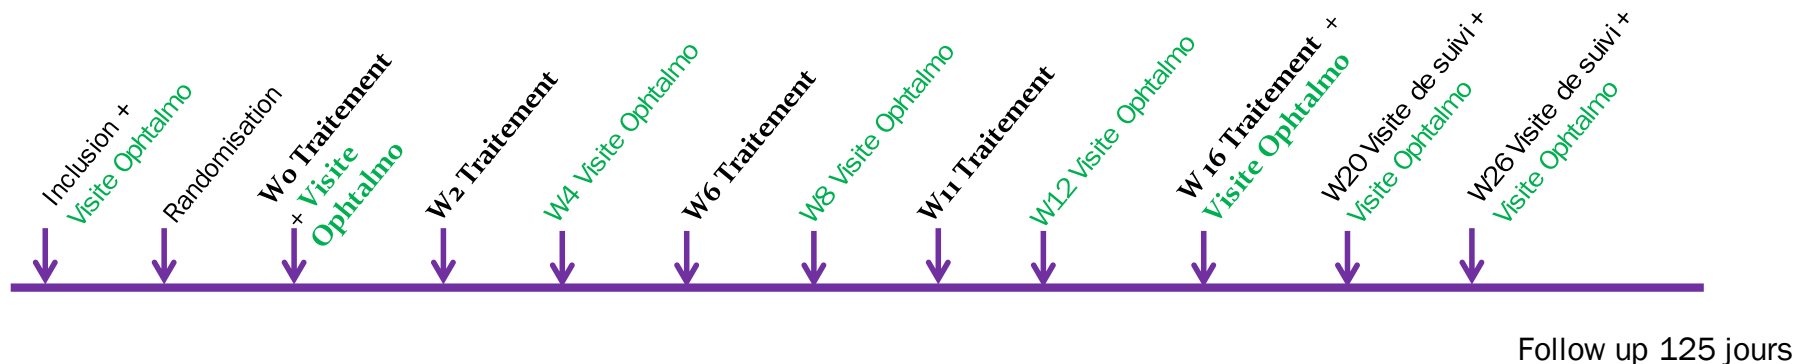 Inclusion +
Visite Ophtalmo
Randomisation
W0 Traitement
+ Visite
Ophtalmo
W2 Traitement
W4 Visite Ophtalmo
W6 Traitement
W8 Visite Ophtalmo
W11 Traitement
W12 Visite Ophtalmo
W 16 Traitement +
Visite Ophtalmo
W20 Visite de suivi +
Visite Ophtalmo
W26 Visite de suivi +
Visite Ophtalmo
Follow up 125 jours